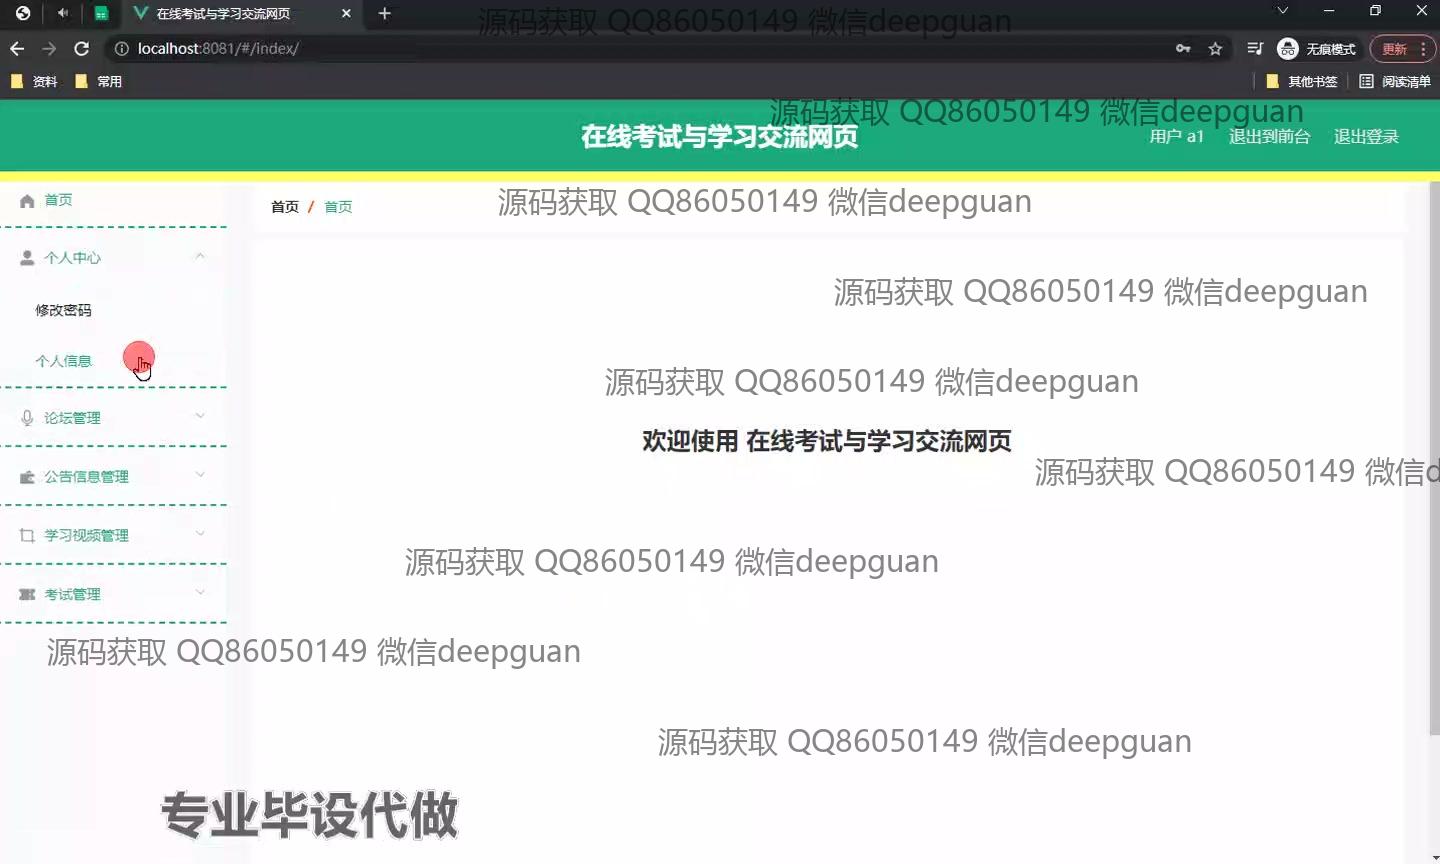 在线考试与学习交流网页
源码获取 QQ86050149 微信deepguan
localhost:8081/#/index/
无痕模式
更新
资料
常用
其他书签
阅读清单
源码获取 QQ86050149 微信deepguan
在线考试与学习交流网页
用户 a1
退出到前台
退出登录
首页
首页 / 首页
源码获取 QQ86050149 微信deepguan
个人中心
源码获取 QQ86050149 微信deepguan
修改密码
个人信息
源码获取 QQ86050149 微信deepguan
论坛管理
欢迎使用 在线考试与学习交流网页
公告信息管理
源码获取 QQ86050149 微信d
学习视频管理
源码获取 QQ86050149 微信deepguan
考试管理
源码获取 QQ86050149 微信deepguan
源码获取 QQ86050149 微信deepguan
专业毕设代做